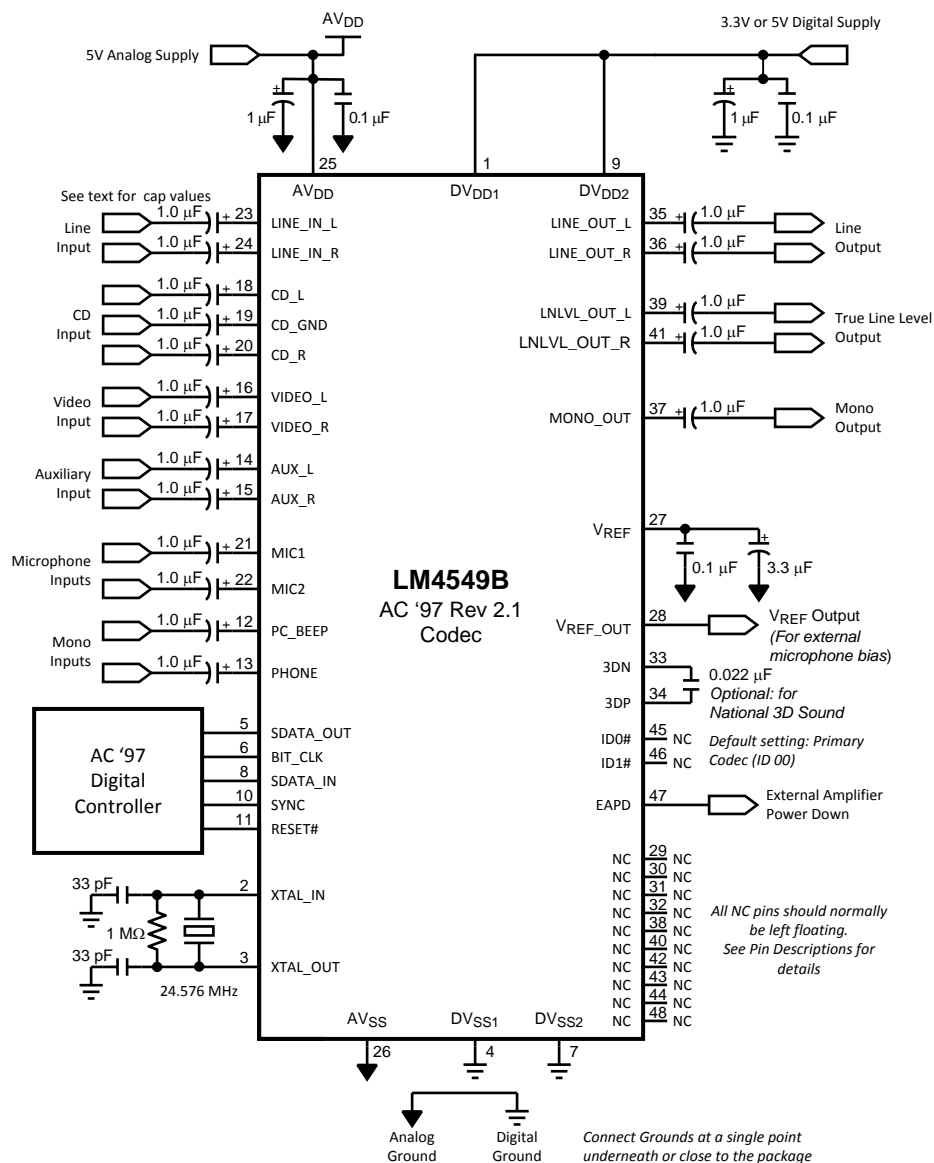 AVDD
5V Analog Supply
3.3V or 5V Digital Supply
+
1 μF
0.1 μF
+
1 μF
0.1 μF
25
1
9
AVDD
DVDD1
DVDD2
See text for cap values
Line
Input
1.0 μF + 23 LINE_IN_L
1.0 μF + 24 LINE_IN_R
CD
Input
1.0 μF + 18 CD_L
1.0 μF + 19 CD_GND
1.0 μF + 20 CD_R
Video
Input
1.0 μF + 16 VIDEO_L
1.0 μF + 17 VIDEO_R
Auxiliary
Input
1.0 μF + 14 AUX_L
1.0 μF + 15 AUX_R
Microphone
Inputs
1.0 μF + 21 MIC1
1.0 μF + 22 MIC2
Mono
Inputs
1.0 μF + 12 PC_BEEP
1.0 μF + 13 PHONE
AC '97
Digital
Controller
5 SDATA_OUT
6 BIT_CLK
8 SDATA_IN
10 SYNC
11 RESET#
33 pF
2 XTAL_IN
1 MΩ
33 pF
3 XTAL_OUT
24.576 MHz
LM4549B
AC '97 Rev 2.1
Codec
LINE_OUT_L 35 + 1.0 μF
LINE_OUT_R 36 + 1.0 μF
Line
Output
LNLVL_OUT_L 39 + 1.0 μF
LNLVL_OUT_R 41 + 1.0 μF
True Line Level
Output
MONO_OUT 37 + 1.0 μF
Mono
Output
VREF 27
+
0.1 μF
3.3 μF
VREF_OUT 28
VREF Output
(For external
microphone bias)
3DN 33
3DP 34
0.022 μF
Optional: for
National 3D Sound
ID0# 45 NC
ID1# 46 NC
Default setting: Primary
Codec (ID 00)
EAPD 47
External Amplifier
Power Down
NC 29 NC
NC 30 NC
NC 31 NC
NC 32 NC
NC 38 NC
NC 40 NC
NC 42 NC
NC 43 NC
NC 44 NC
NC 48 NC
All NC pins should normally
be left floating.
See Pin Descriptions for
details
AVSS
DVSS1
DVSS2
26
4
7
Analog
Ground
Digital
Ground
Connect Grounds at a single point
underneath or close to the package